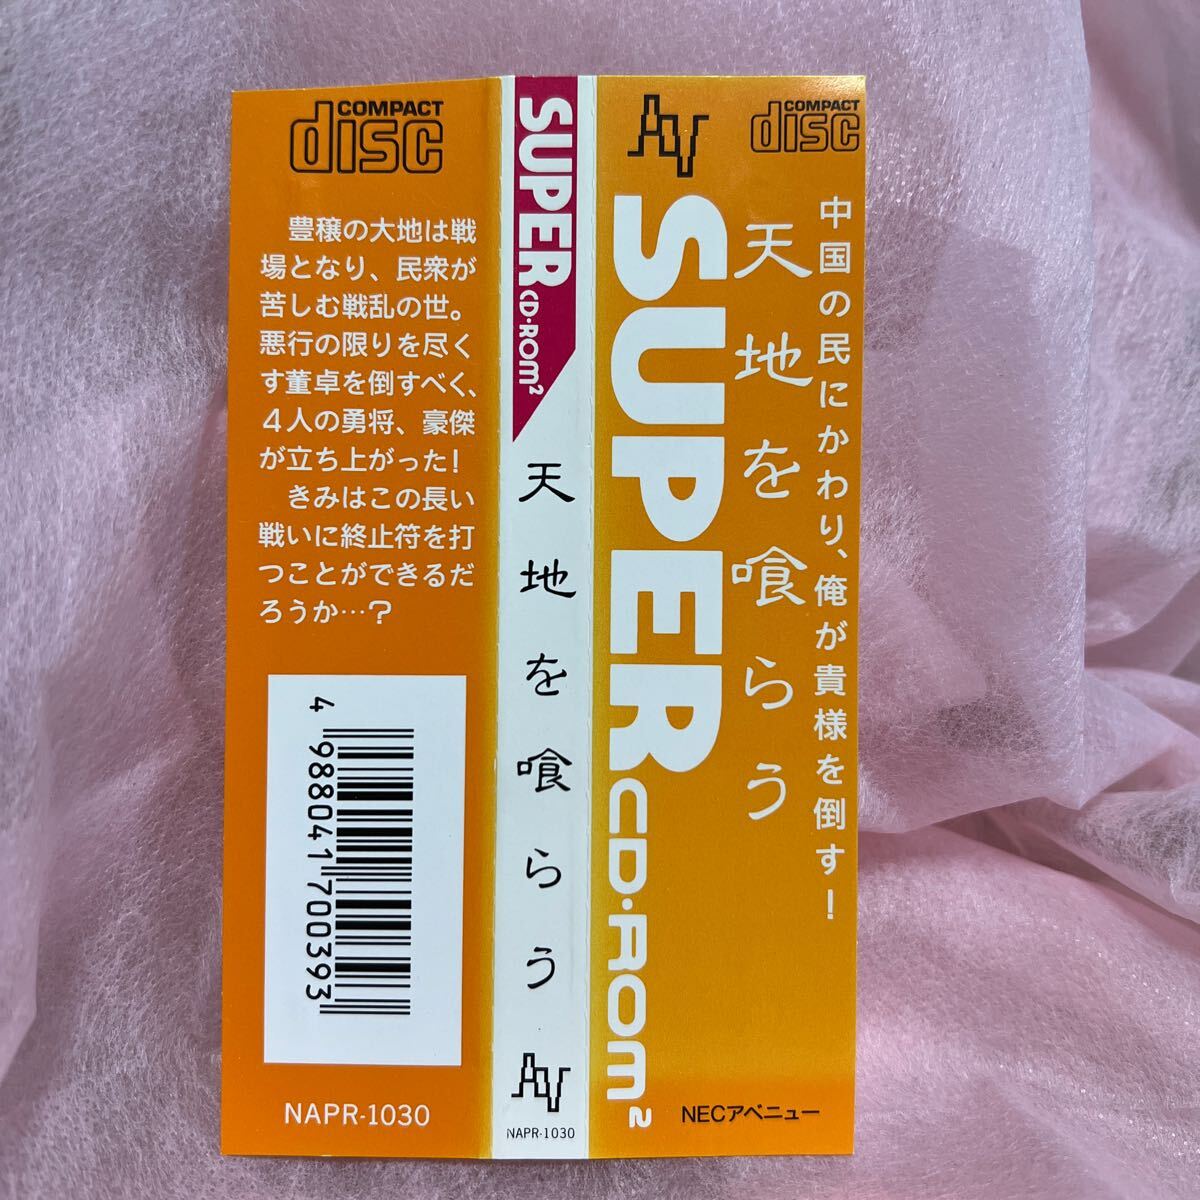 COMPACT
disc
豊穣の大地は戦
場となり、民衆が
苦しむ戦乱の世。
悪行の限りを尽く
す董卓を倒すべく、
4人の勇将、豪傑
が立ち上がった!
きみはこの長い
戦いに終止符を打
つことができるだ
ろうか…?
4 988041 700393
NAPR-1030
SUPER CD-ROM²
天地を喰らう
AV
NAPR-1030
AV
COMPACT
disc
中国の民にかわり、俺が貴様を倒す!
天地を喰らう
SUPER CD-ROM²
NECアベニュー